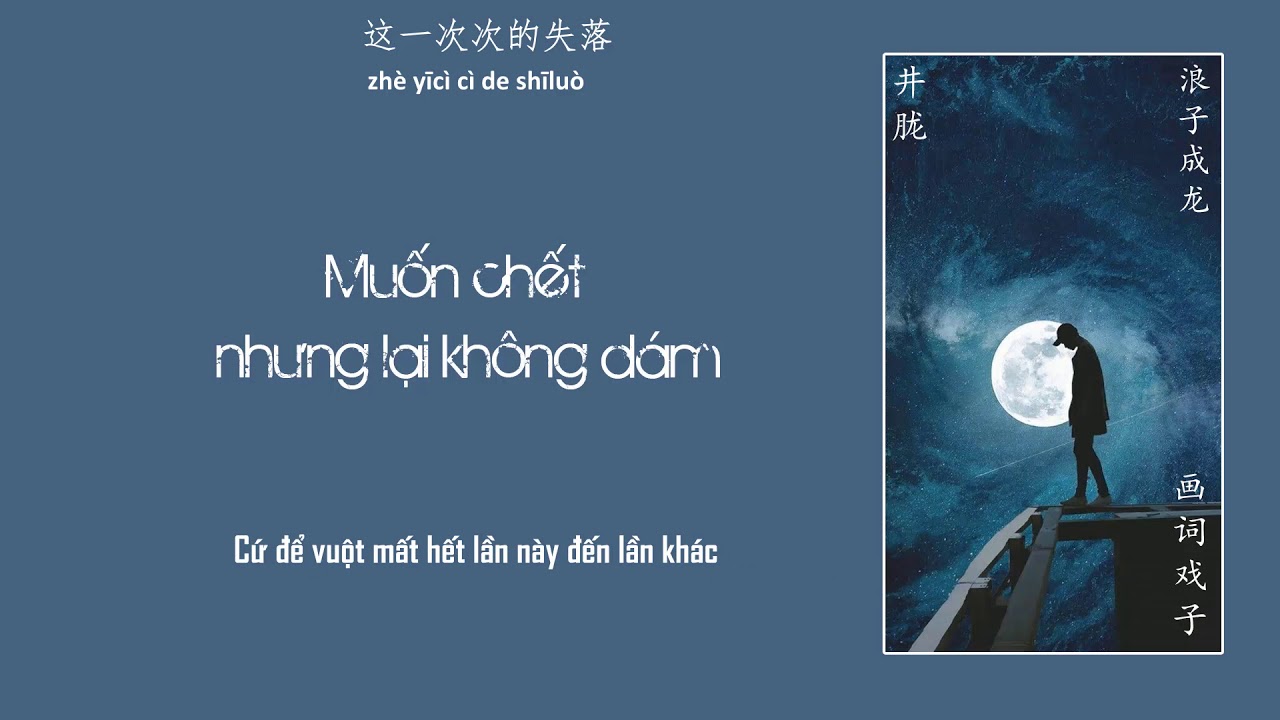 这一次次的失落
zhè yīcì cì de shīluò
Muốn chết
nhưng lại không dám
Cứ để vuột mất hết lần này đến lần khác
井胧
浪子成龙
画词戏子